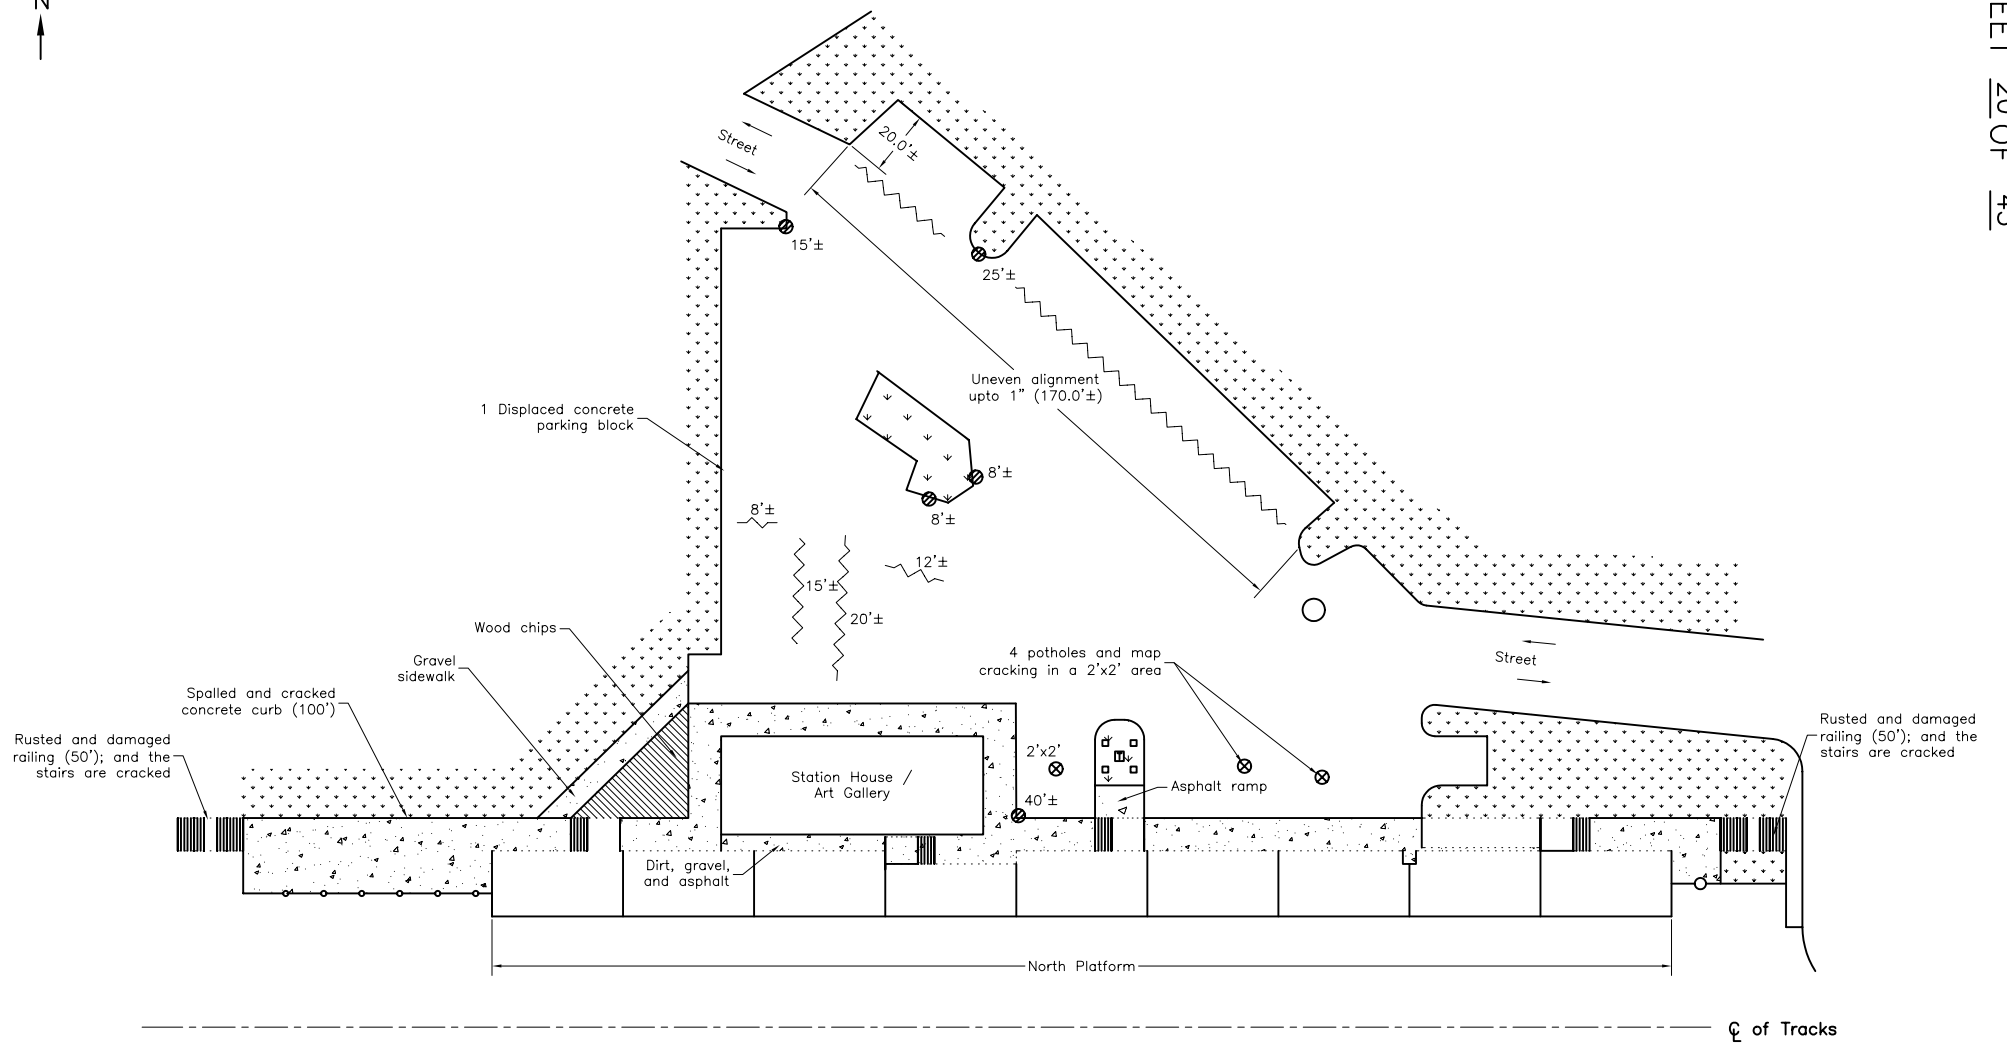 N
EET 20 OF 45
Street
20.0'±
15'±
25'±
Uneven alignment
upto 1" (170.0'±)
1 Displaced concrete
parking block
8'±
8'±
8'±
12'±
15'±
20'±
Wood chips
Gravel
sidewalk
4 potholes and map
cracking in a 2'x2' area
Street
Spalled and cracked
concrete curb (100')
Rusted and damaged
railing (50'); and the
stairs are cracked
Rusted and damaged
railing (50'); and the
stairs are cracked
2'x2'
T
Station House /
Art Gallery
Asphalt ramp
40'±
Dirt, gravel,
and asphalt
North Platform
℄ of Tracks